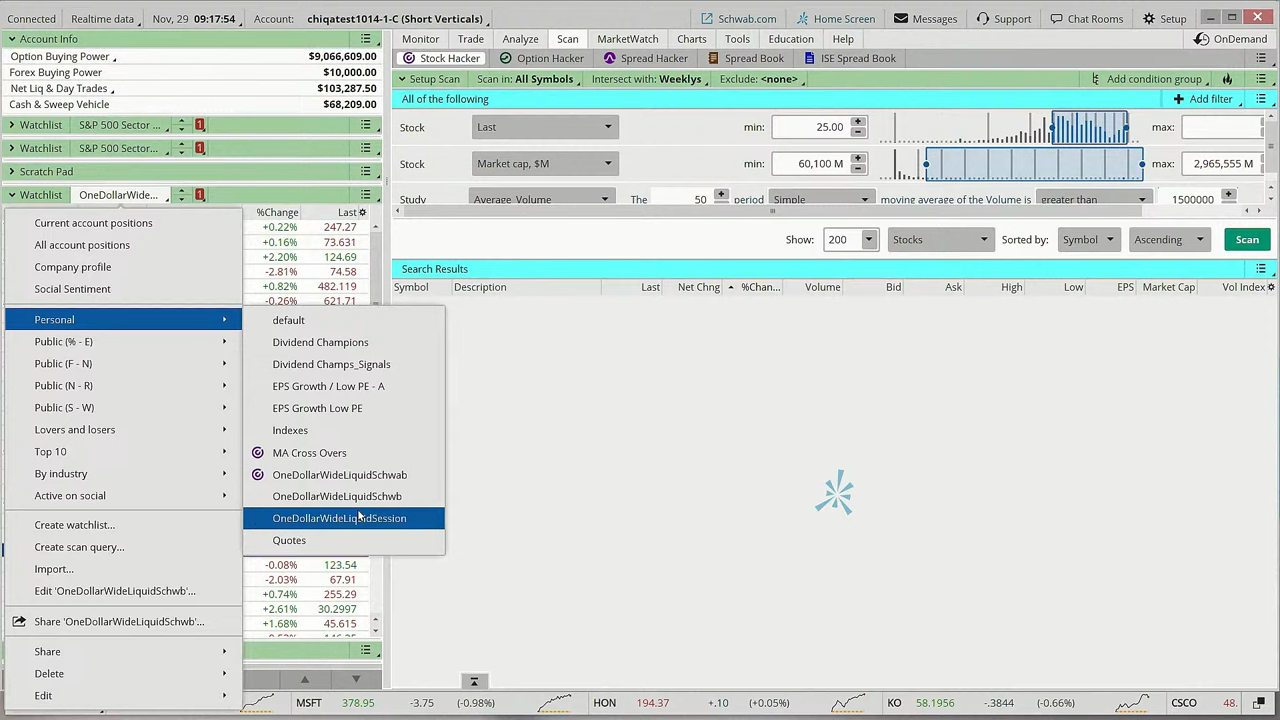 Connected Realtime data Nov, 29 09:17:54 Account: chiqatest1014-1-C (Short Verticals) Schwab.com Home Screen Messages Support Chat Rooms Setup
Account Info
Option Buying Power $9,066,609.00
Forex Buying Power $10,000.00
Net Liq & Day Trades $103,287.50
Cash & Sweep Vehicle $68,209.00
Watchlist S&P 500 Sector ... 1
Watchlist S&P 500 Sector... 1
Scratch Pad
Watchlist OneDollarWide... 1
%Change Last
+0.22% 247.27
+0.16% 73.631
+2.20% 124.69
-2.81% 74.58
+0.82% 482.119
-0.26% 621.71
Current account positions
All account positions
Company profile
Social Sentiment
Personal
Public (% - E)
Public (F - N)
Public (N - R)
Public (S - W)
Lovers and losers
Top 10
By industry
Active on social
Create watchlist...
Create scan query...
Import...
Edit 'OneDollarWideLiquidSchwb'...
Share 'OneDollarWideLiquidSchwb'...
Share
Delete
Edit
default
Dividend Champions
Dividend Champs_Signals
EPS Growth / Low PE - A
EPS Growth Low PE
Indexes
MA Cross Overs
OneDollarWideLiquidSchwab
OneDollarWideLiquidSchwb
OneDollarWideLiquidSession
Quotes
-0.08% 123.54
-2.03% 67.91
+0.74% 255.29
+2.61% 30.2997
+1.68% 45.615
Monitor Trade Analyze Scan MarketWatch Charts Tools Education Help OnDemand
Stock Hacker Option Hacker Spread Hacker Spread Book ISE Spread Book
Setup Scan Scan in: All Symbols Intersect with: Weeklys Exclude: <none> Add condition group
All of the following Add filter
Stock Last min: 25.00 max:
Stock Market cap, $M min: 60,100 M max: 2,965,555 M
Study Average_Volume The 50 period Simple moving average of the Volume is greater than 1500000
Show: 200 Stocks Sorted by: Symbol Ascending Scan
Search Results
Symbol Description Last Net Chng %Chan... Volume Bid Ask High Low EPS Market Cap Vol Index
MSFT 378.95 -3.75 (-0.98%) HON 194.37 +.10 (+0.05%) KO 58.1956 -.3844 (-0.66%) CSCO 48.